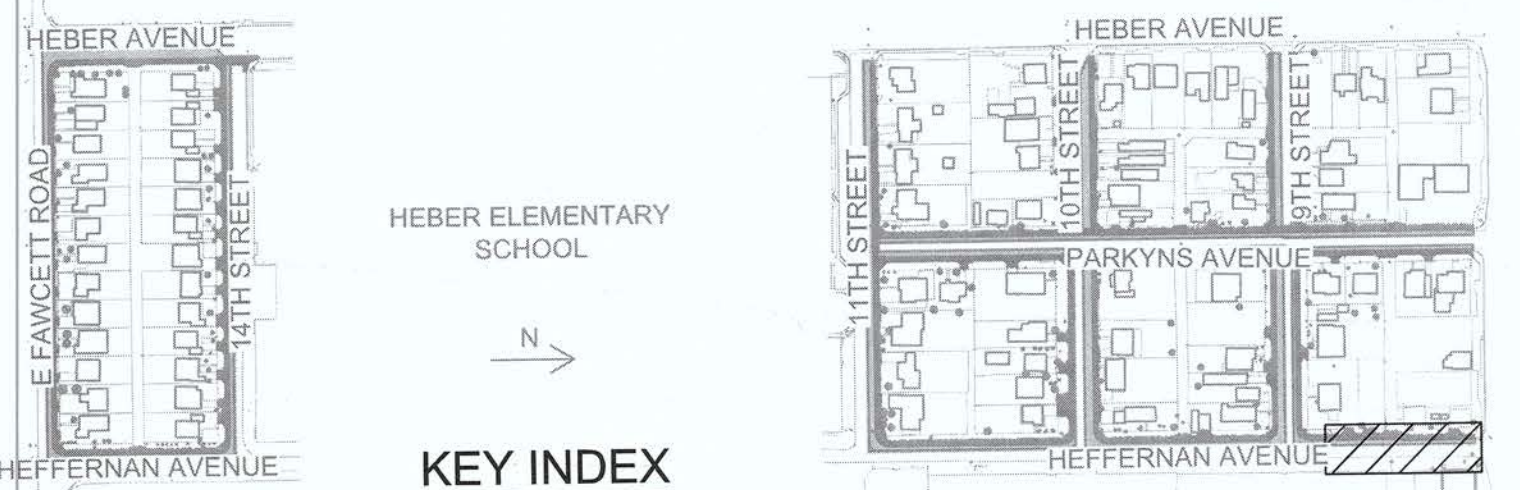 HEBER AVENUE
E FAWCETT ROAD
14TH STREET
HEFFERNAN AVENUE
HEBER ELEMENTARY
SCHOOL
N
KEY INDEX
HEBER AVENUE
11TH STREET
10TH STREET
9TH STREET
PARKYNS AVENUE
HEFFERNAN AVENUE